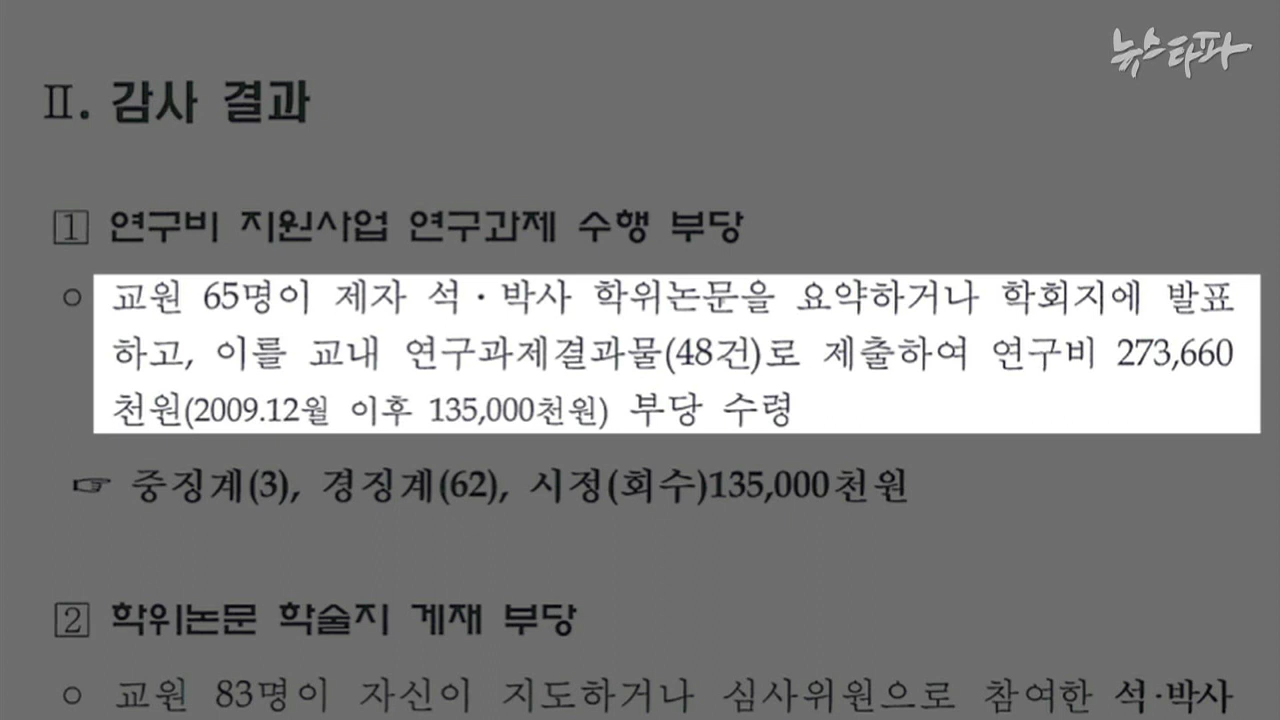 뉴스타파
Ⅱ. 감사 결과
1 연구비 지원사업 연구과제 수행 부당
○ 교원 65명이 제자 석·박사 학위논문을 요약하거나 학회지에 발표
하고, 이를 교내 연구과제결과물(48건)로 제출하여 연구비 273,660
천원(2009.12월 이후 135,000천원) 부당 수령
☞ 중징계(3), 경징계(62), 시정(회수)135,000천원
2 학위논문 학술지 게재 부당
○ 교원 83명이 자신이 지도하거나 심사위원으로 참여한 석·박사